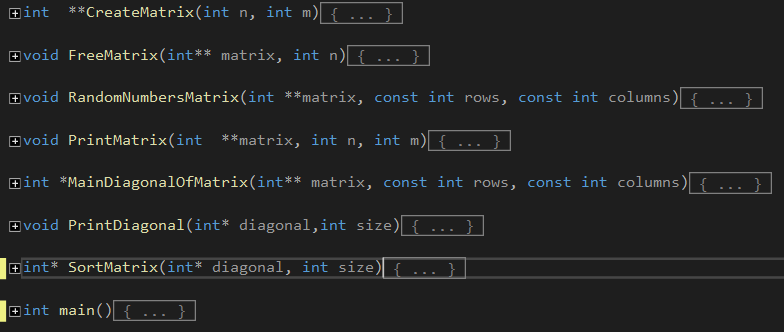 int  **CreateMatrix(int n, int m){ ... }
void FreeMatrix(int** matrix, int n){ ... }
void RandomNumbersMatrix(int **matrix, const int rows, const int columns){ ... }
void PrintMatrix(int  **matrix, int n, int m){ ... }
int *MainDiagonalOfMatrix(int** matrix, const int rows, const int columns){ ... }
void PrintDiagonal(int* diagonal,int size){ ... }
int* SortMatrix(int* diagonal, int size){ ... }
int main(){ ... }